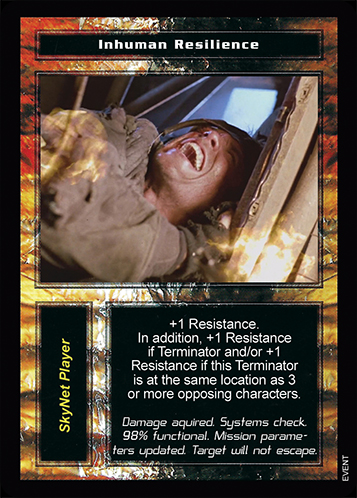 Inhuman Resilience
SkyNet Player
+1 Resistance.
In addition, +1 Resistance
if Terminator and/or +1
Resistance if this Terminator
is at the same location as 3
or more opposing characters.
Damage aquired. Systems check.
98% functional. Mission parame-
ters updated. Target will not escape.
EVENT